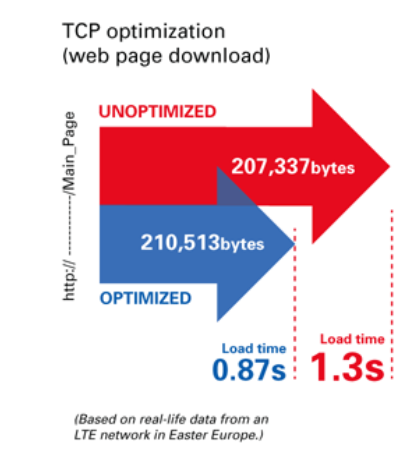 TCP optimization
(web page download)
UNOPTIMIZED
http:// ------------/Main_Page
207,337bytes
210,513bytes
OPTIMIZED
Load time
0.87s
Load time
1.3s
(Based on real-life data from an
LTE network in Easter Europe.)